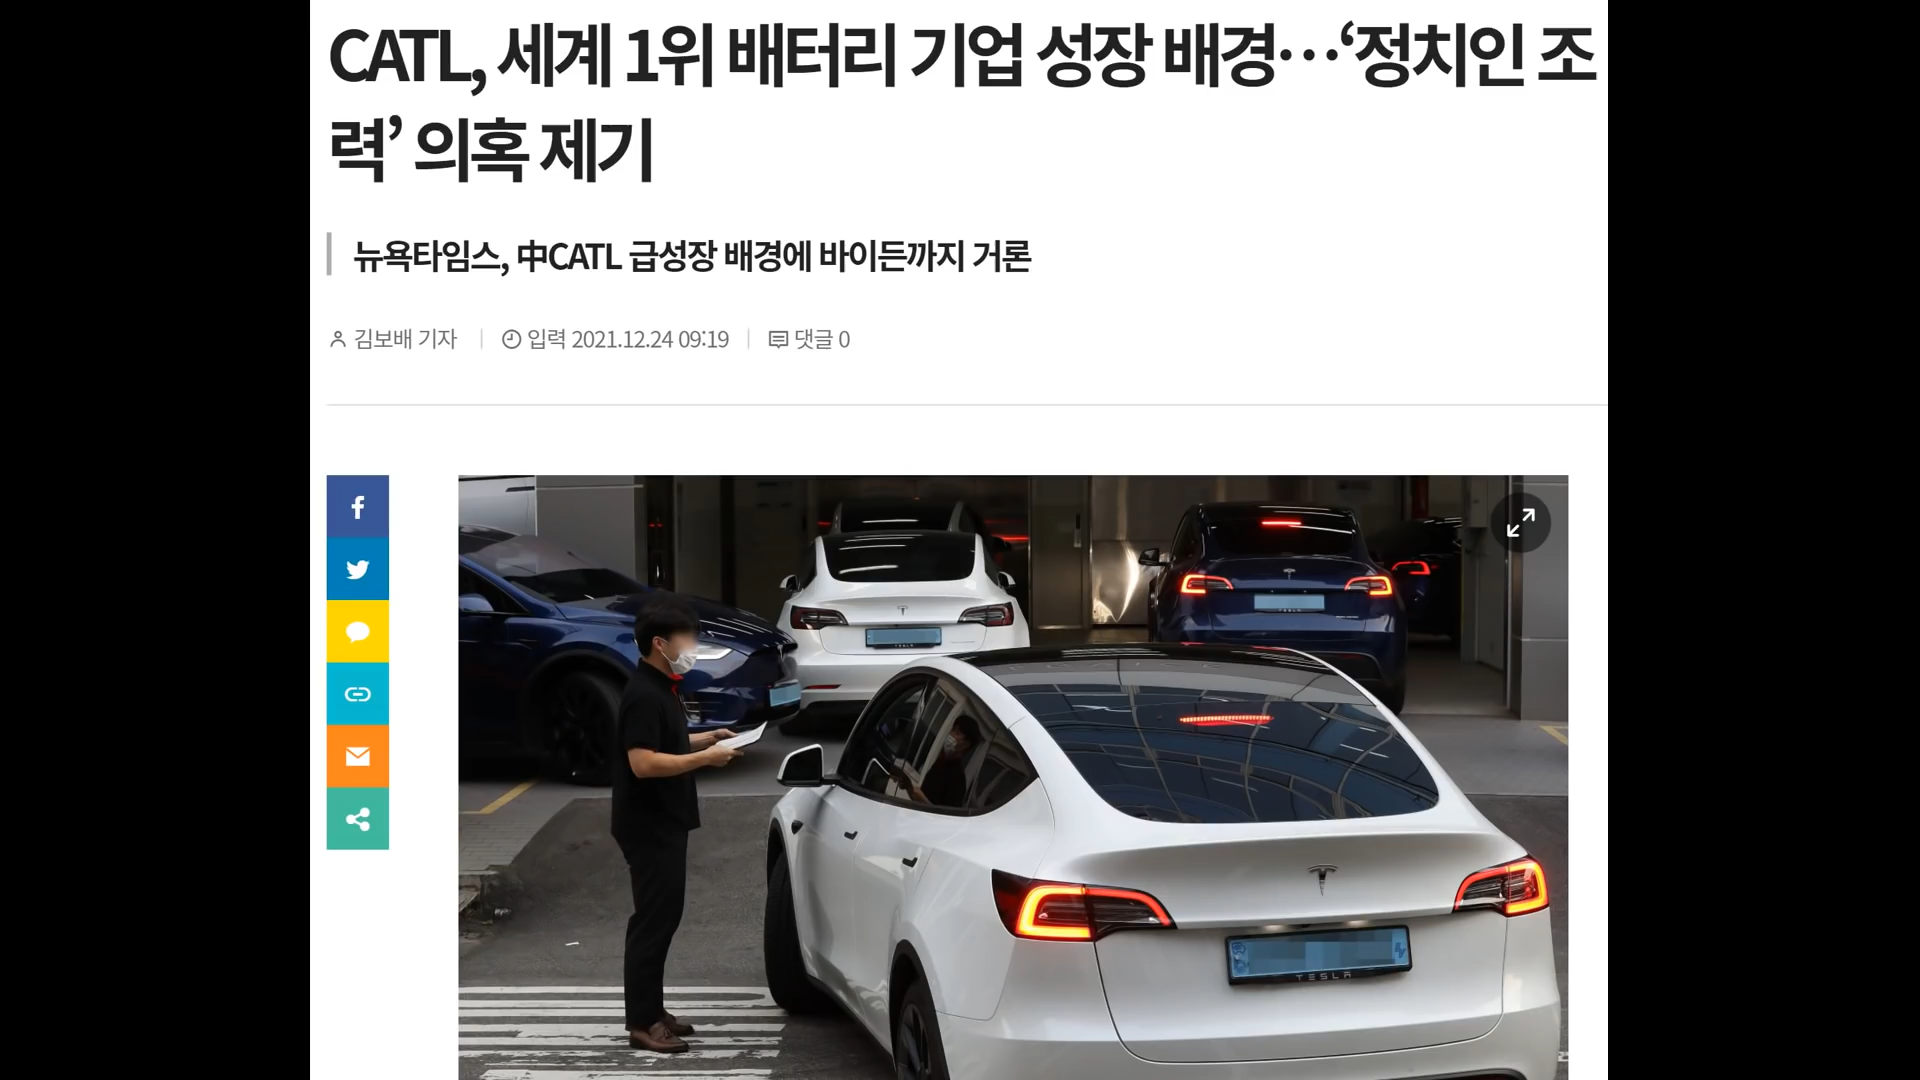 CATL, 세계 1위 배터리 기업 성장 배경…‘정치인 조
력’ 의혹 제기
뉴욕타임스, 中CATL 급성장 배경에 바이든까지 거론
김보배 기자
입력 2021.12.24 09:19
댓글 0
TESLA
TESLA
TESLA